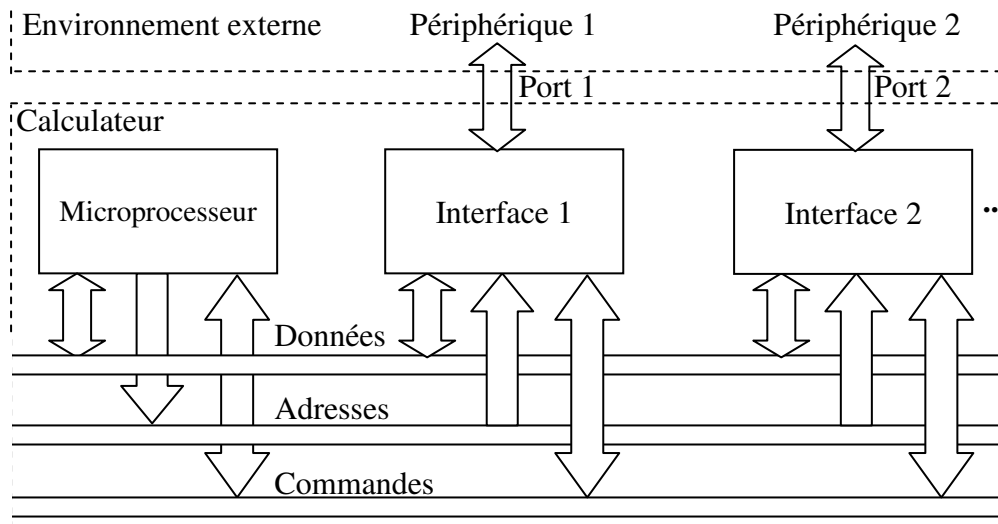 Environnement externe
Périphérique 1
Périphérique 2
Port 1
Port 2
Calculateur
Microprocesseur
Interface 1
Interface 2
..
Données
Adresses
Commandes